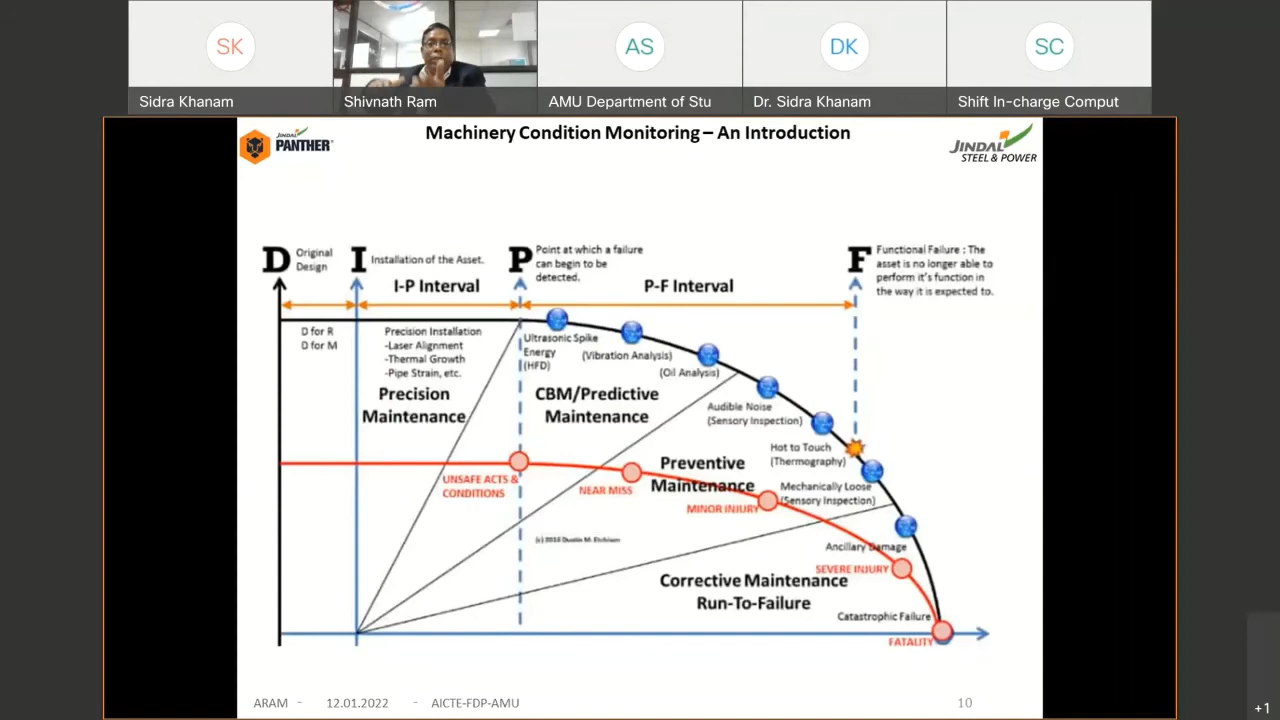 SK
AS
DK
SC
Sidra Khanam
Shivnath Ram
AMU Department of Stu
Dr. Sidra Khanam
Shift In-charge Comput
JINDAL
PANTHER
Machinery Condition Monitoring – An Introduction
JINDAL
STEEL & POWER
D
Original
Design
I
Installation of the Asset.
P
Point at which a failure
can begin to be
detected.
F
Functional Failure : The
asset is no longer able to
perform it's function in
the way it is expected to.
I-P Interval
P-F Interval
D for R
D for M
Precision Installation
-Laser Alignment
-Thermal Growth
-Pipe Strain, etc.
Precision
Maintenance
Ultrasonic Spike
Energy
(HFD)
(Vibration Analysis)
(Oil Analysis)
CBM/Predictive
Maintenance
Audible Noise
(Sensory Inspection)
Hot to Touch
(Thermography)
Preventive
Maintenance
Mechanically Loose
(Sensory Inspection)
UNSAFE ACTS &
CONDITIONS
NEAR MISS
MINOR INJURY
Ancillary Damage
SEVERE INJURY
Corrective Maintenance
Run-To-Failure
Catastrophic Failure
FATALITY
ARAM - 12.01.2022 - AICTE-FDP-AMU
10
+1